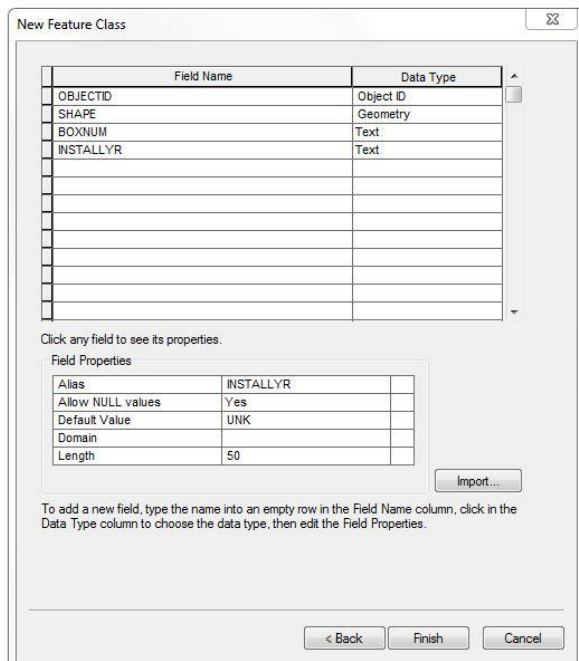 New Feature Class
Field Name Data Type
OBJECTID Object ID
SHAPE Geometry
BOXNUM Text
INSTALLYR Text
Click any field to see its properties.
Field Properties
Alias INSTALLYR
Allow NULL values Yes
Default Value UNK
Domain
Length 50
Import...
To add a new field, type the name into an empty row in the Field Name column, click in the
Data Type column to choose the data type, then edit the Field Properties.
< Back Finish Cancel